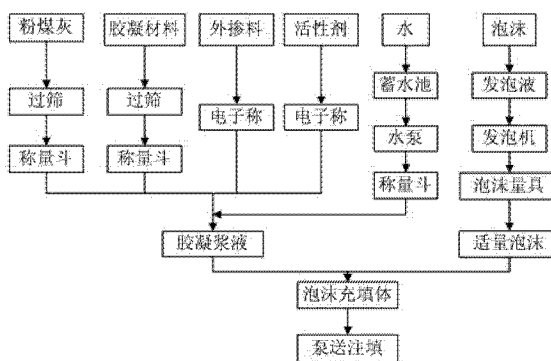 粉煤灰 胶凝材料 外掺料 活性剂 水 泡沫
过筛 过筛 电子称 电子称 蓄水池 发泡液
称量斗 称量斗 水泵 发泡机
称量斗 泡沫量具
胶凝浆液 适量泡沫
泡沫充填体
泵送注填